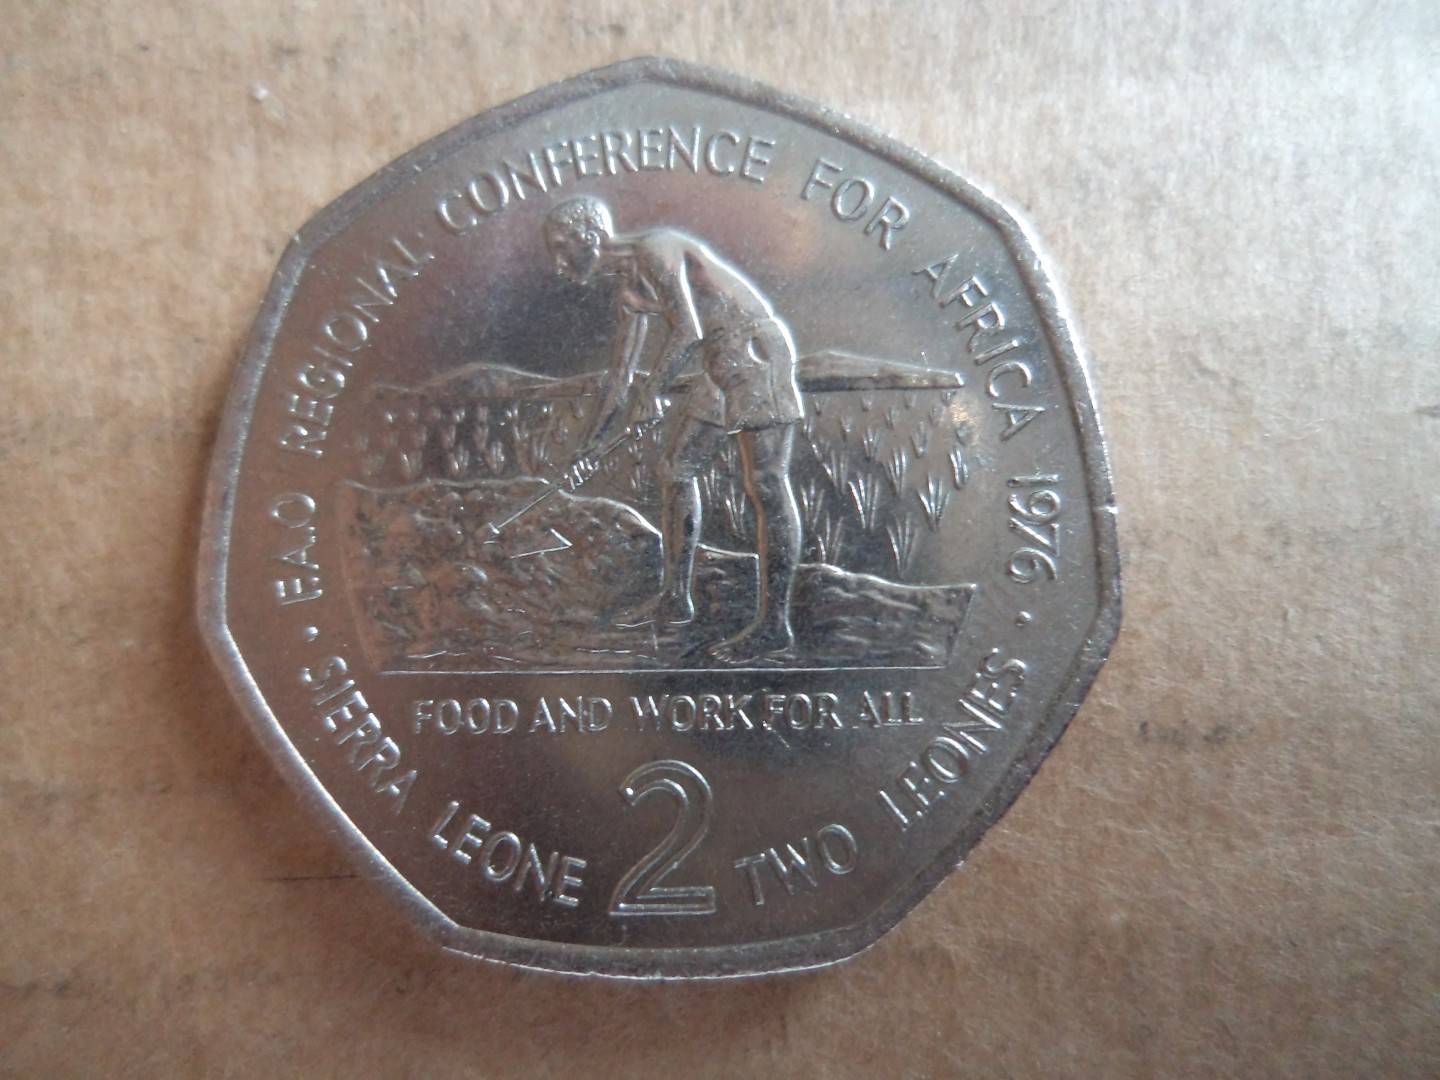 · F.A.O REGIONAL CONFERENCE FOR AFRICA 1976 ·
FOOD AND WORK FOR ALL
SIERRA LEONE 2 TWO LEONES